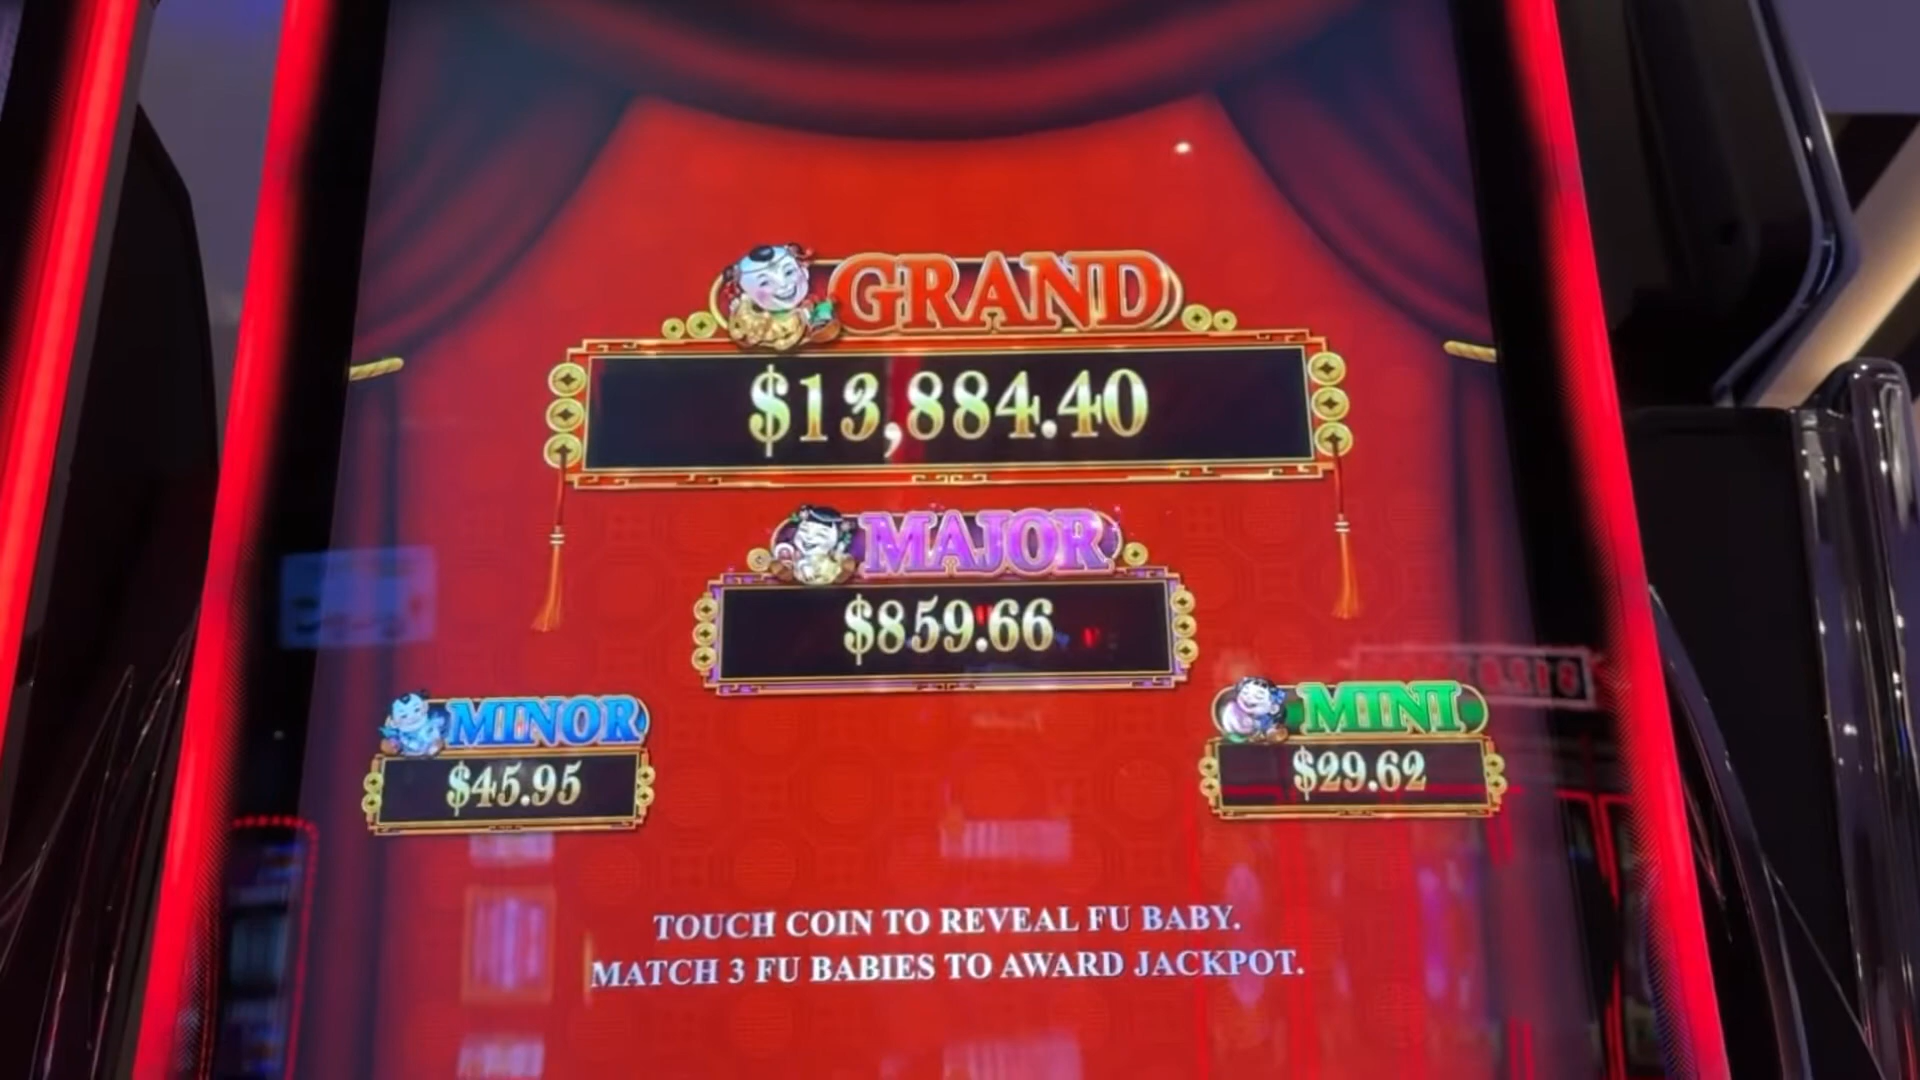 GRAND
$13,884.40
MAJOR
$859.66
MINOR
$45.95
MINI
$29.62
TOUCH COIN TO REVEAL FU BABY.
MATCH 3 FU BABIES TO AWARD JACKPOT.